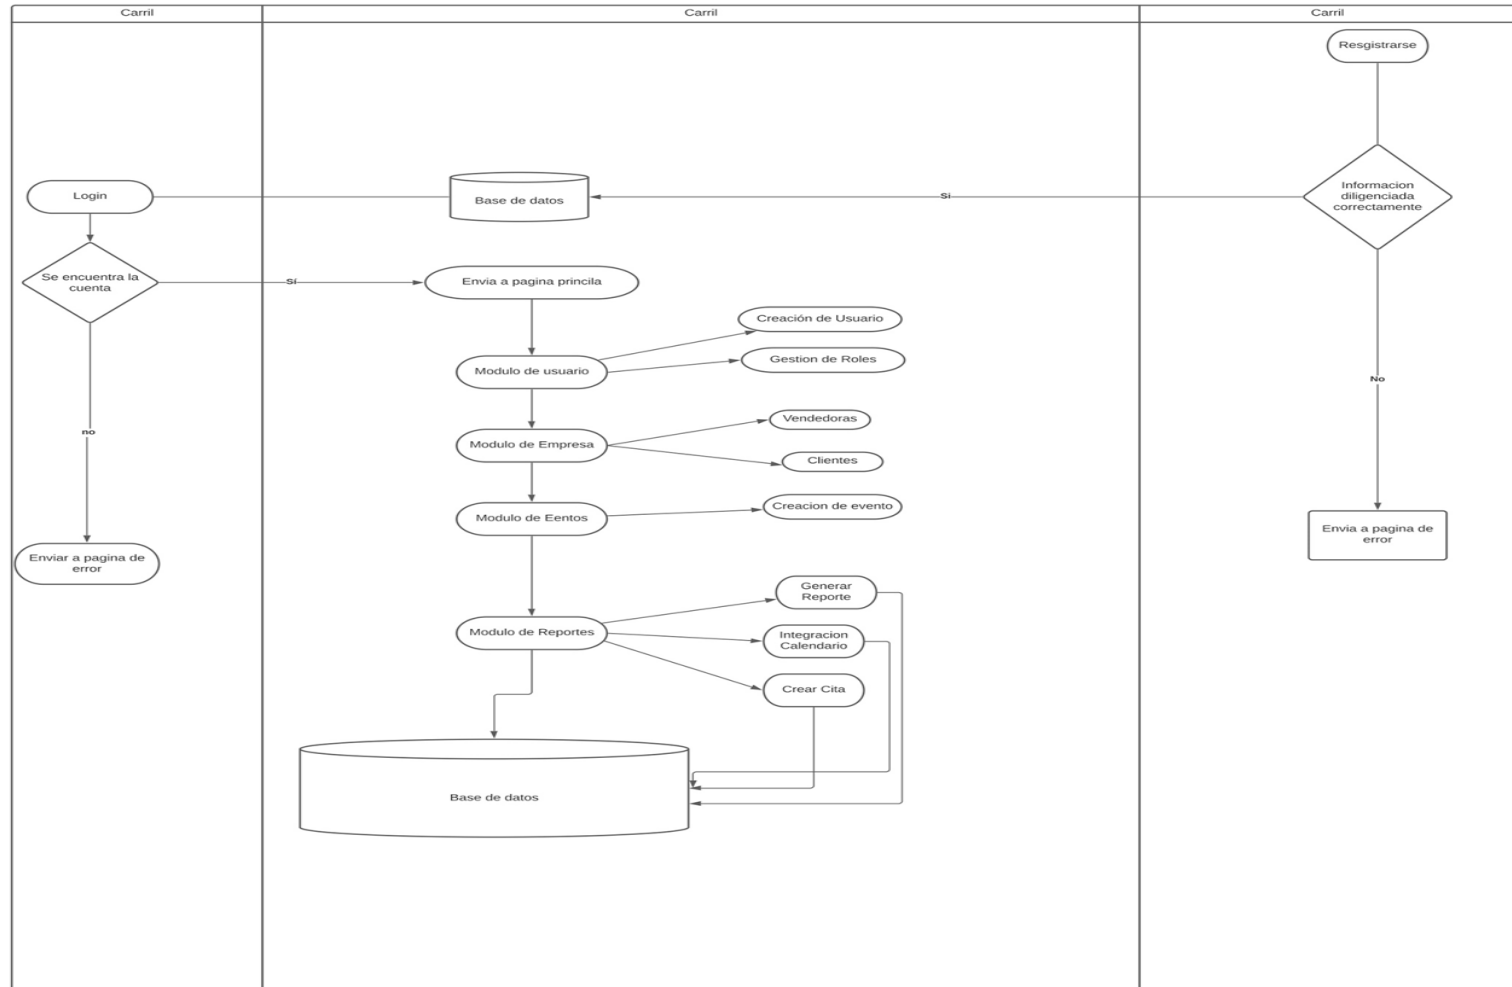 Carril
Carril
Carril
Resgistrarse
Informacion
diligenciada
correctamente
Login
Base de datos
Si
Se encuentra la
cuenta
Sí
Envia a pagina princila
Creación de Usuario
Gestion de Roles
Modulo de usuario
No
Vendedoras
no
Modulo de Empresa
Clientes
Creacion de evento
Modulo de Eentos
Envia a pagina de
error
Enviar a pagina de
error
Generar
Reporte
Modulo de Reportes
Integracion
Calendario
Crear Cita
Base de datos